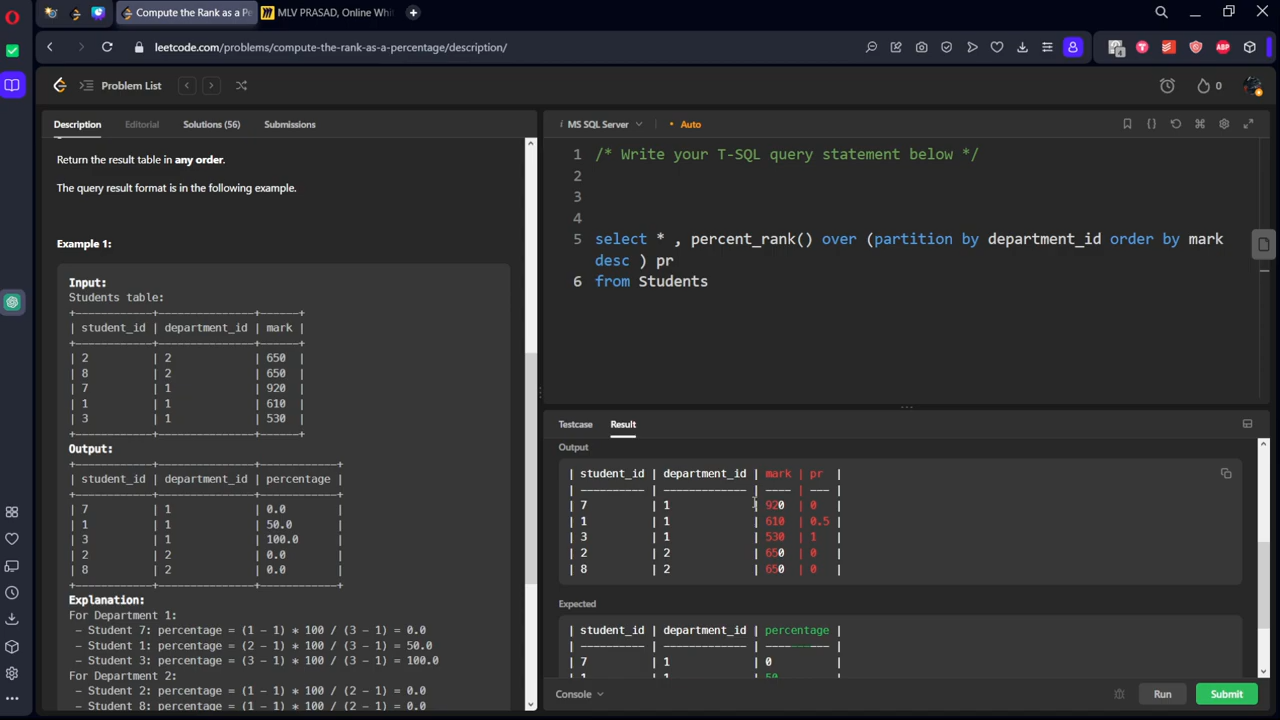 Compute the Rank as a Pe
MLV PRASAD, Online Whit
leetcode.com/problems/compute-the-rank-as-a-percentage/description/
4
ABP
Problem List
0
Description Editorial Solutions (56) Submissions
Return the result table in any order.
The query result format is in the following example.
Example 1:
Input:
Students table:
+------------+---------------+------+
| student_id | department_id | mark |
+------------+---------------+------+
| 2 | 2 | 650 |
| 8 | 2 | 650 |
| 7 | 1 | 920 |
| 1 | 1 | 610 |
| 3 | 1 | 530 |
+------------+---------------+------+
Output:
+------------+---------------+------------+
| student_id | department_id | percentage |
+------------+---------------+------------+
| 7 | 1 | 0.0 |
| 1 | 1 | 50.0 |
| 3 | 1 | 100.0 |
| 2 | 2 | 0.0 |
| 8 | 2 | 0.0 |
+------------+---------------+------------+
Explanation:
For Department 1:
- Student 7: percentage = (1 - 1) * 100 / (3 - 1) = 0.0
- Student 1: percentage = (2 - 1) * 100 / (3 - 1) = 50.0
- Student 3: percentage = (3 - 1) * 100 / (3 - 1) = 100.0
For Department 2:
- Student 2: percentage = (1 - 1) * 100 / (2 - 1) = 0.0
- Student 8: percentage = (1 - 1) * 100 / (2 - 1) = 0.0
i MS SQL Server • Auto
1 /* Write your T-SQL query statement below */
2
3
4
5 select * , percent_rank() over (partition by department_id order by mark
desc ) pr
6 from Students
Testcase Result
Output
| student_id | department_id | mark | pr |
| ---------- | ------------- | ---- | --- |
| 7 | 1 | 920 | 0 |
| 1 | 1 | 610 | 0.5 |
| 3 | 1 | 530 | 1 |
| 2 | 2 | 650 | 0 |
| 8 | 2 | 650 | 0 |
Expected
| student_id | department_id | percentage |
| ---------- | ------------- | ---------- |
| 7 | 1 | 0 |
| 1 | 1 | 50 |
Console
Run
Submit